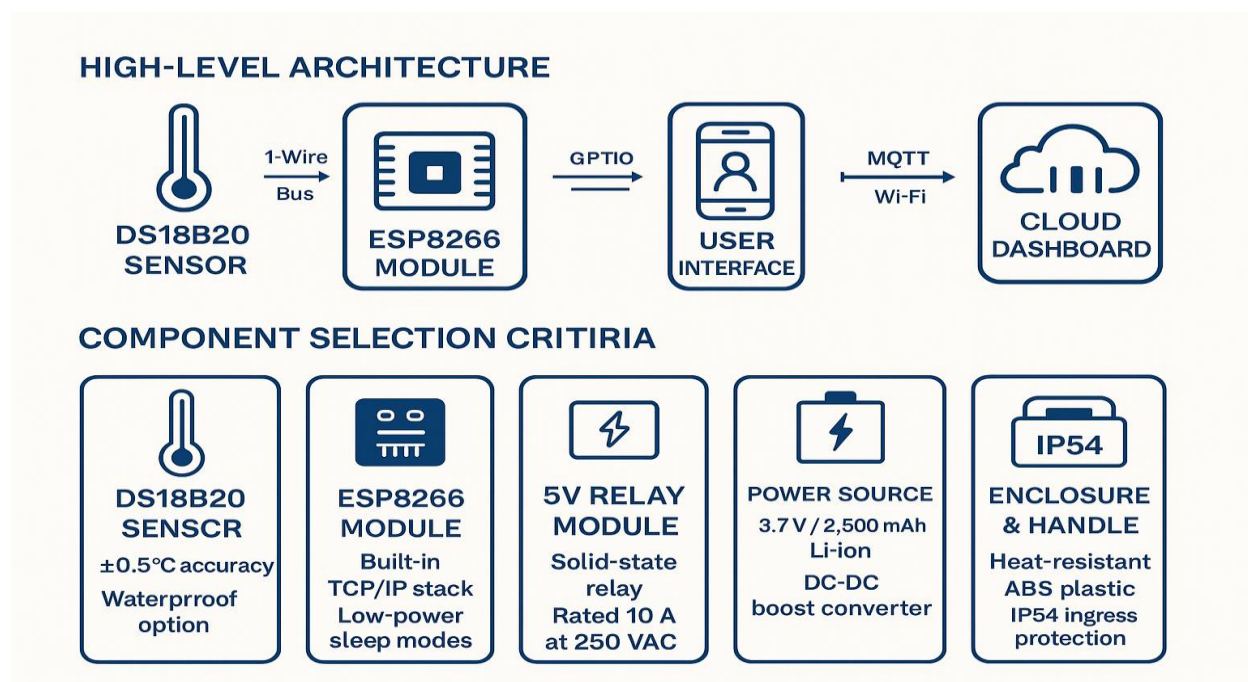 HIGH-LEVEL ARCHITECTURE
1-Wire
Bus
GPTIO
MQTT
Wi-Fi
DS18B20
SENSOR
ESP8266
MODULE
USER
INTERFACE
CLOUD
DASHBOARD
COMPONENT SELECTION CRITIRIA
DS18B20
SENSCR
±0.5°C accuracy
Waterprroof
option
ESP8266
MODULE
Built-in
TCP/IP stack
Low-power
sleep modes
5V RELAY
MODULE
Solid-state
relay
Rated 10 A
at 250 VAC
POWER SOURCE
3.7 V / 2,500 mAh
Li-ion
DC-DC
boost converter
IP54
ENCLOSURE
& HANDLE
Heat-resistant
ABS plastic
IP54 ingress
protection